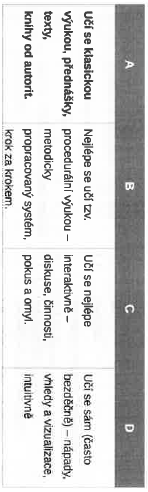 A
Učí se klasickou
výukou, přednášky,
texty,
knihy od autorit.
B
Nejlépe se učí tzv.
procedurální výukou –
metodicky
propracovaný systém,
krok za krokem.
C
Učí se nejlépe
interaktivně –
diskuse, činnosti,
pokus a omyl.
D
Učí se sám (často
bezděčně) – nápady,
vhledy a vizualizace,
intuitivně